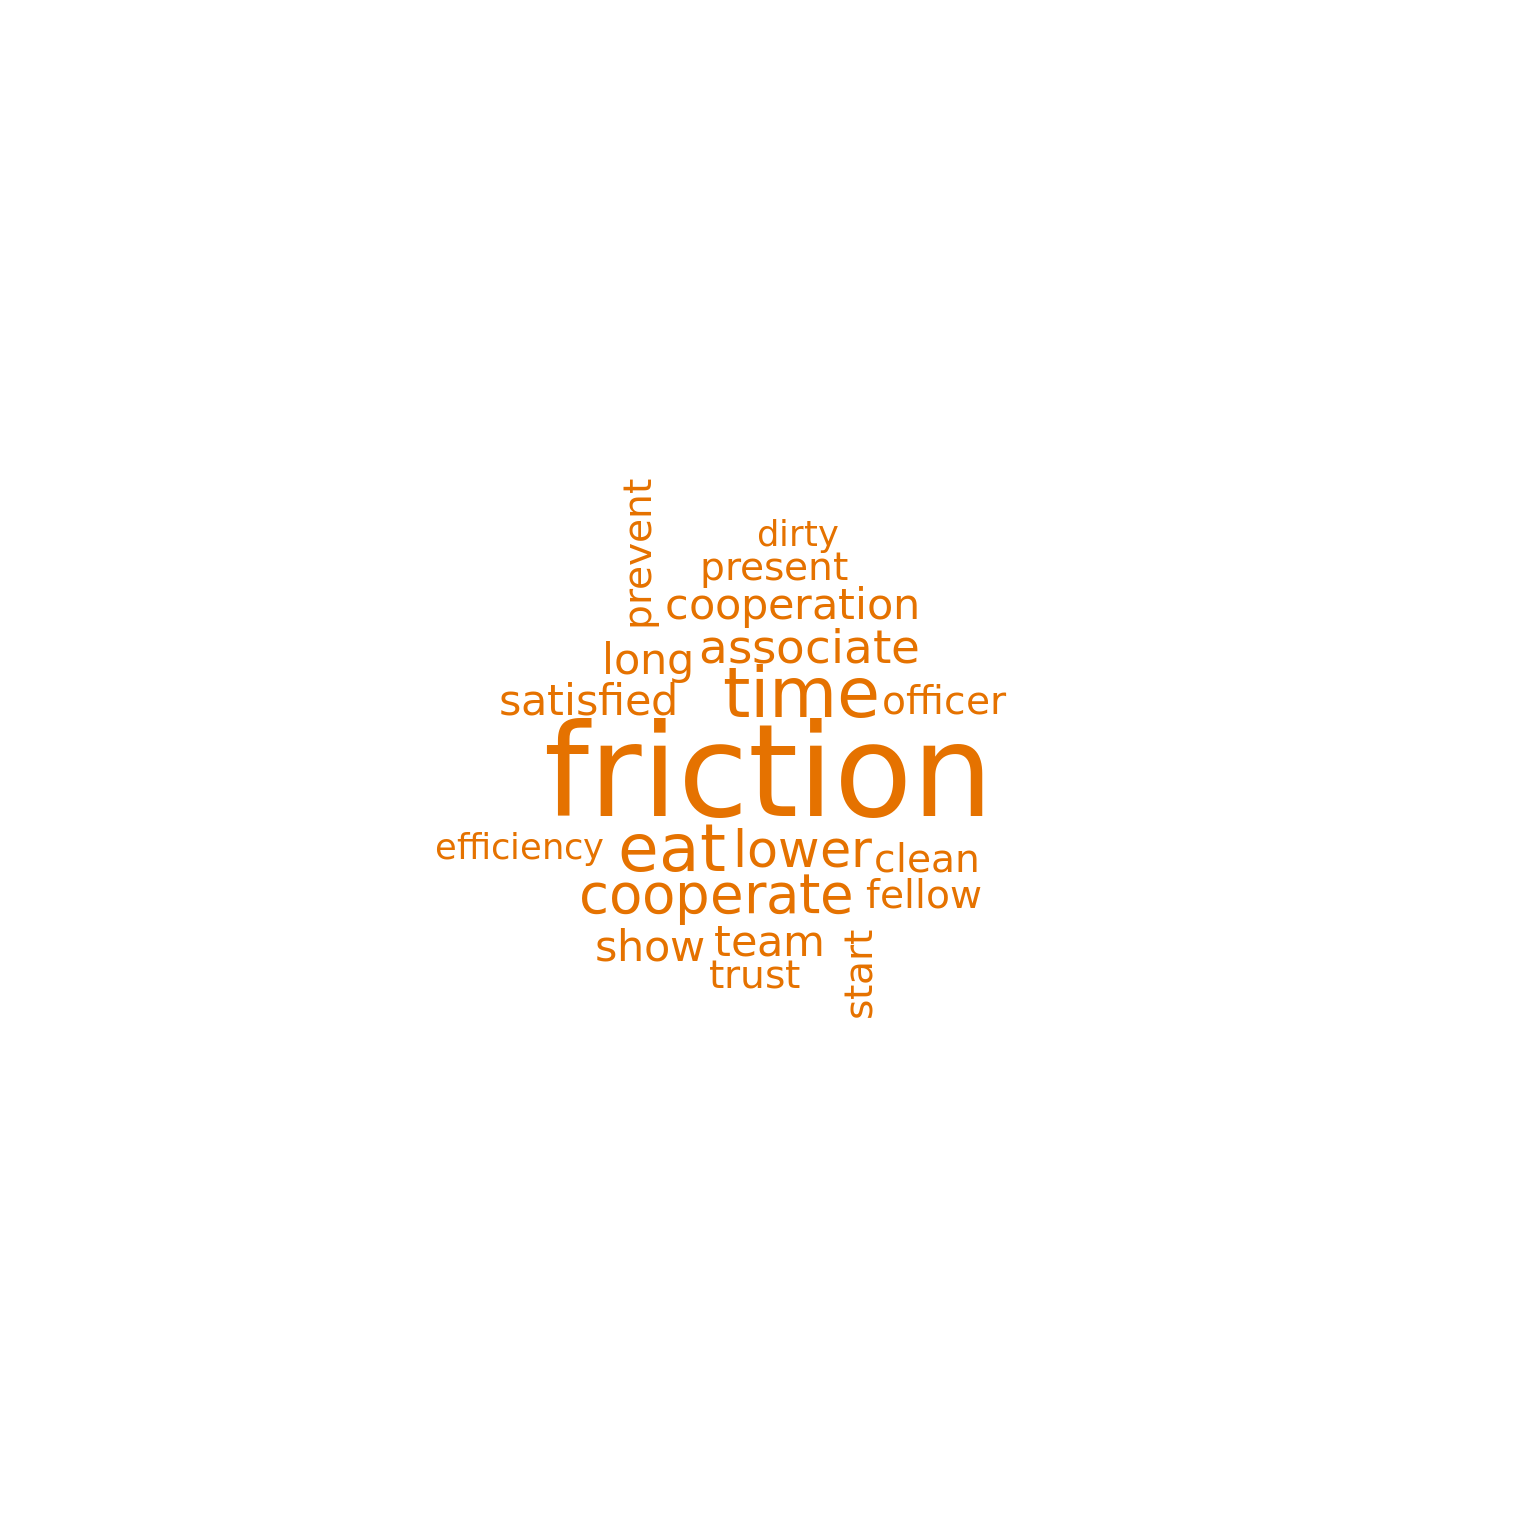 prevent
dirty
present
cooperation
long
associate
satisfied
time
officer
friction
efficiency
eat
lower
clean
cooperate
fellow
show
team
trust
start